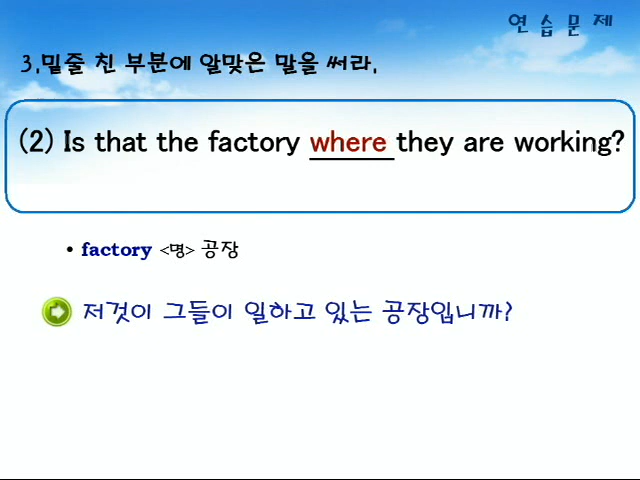 연 습 문 제
3.밑줄 친 부분에 알맞은 말을 써라.
(2) Is that the factory where they are working?
• factory <명> 공장
저것이 그들이 일하고 있는 공장입니까?